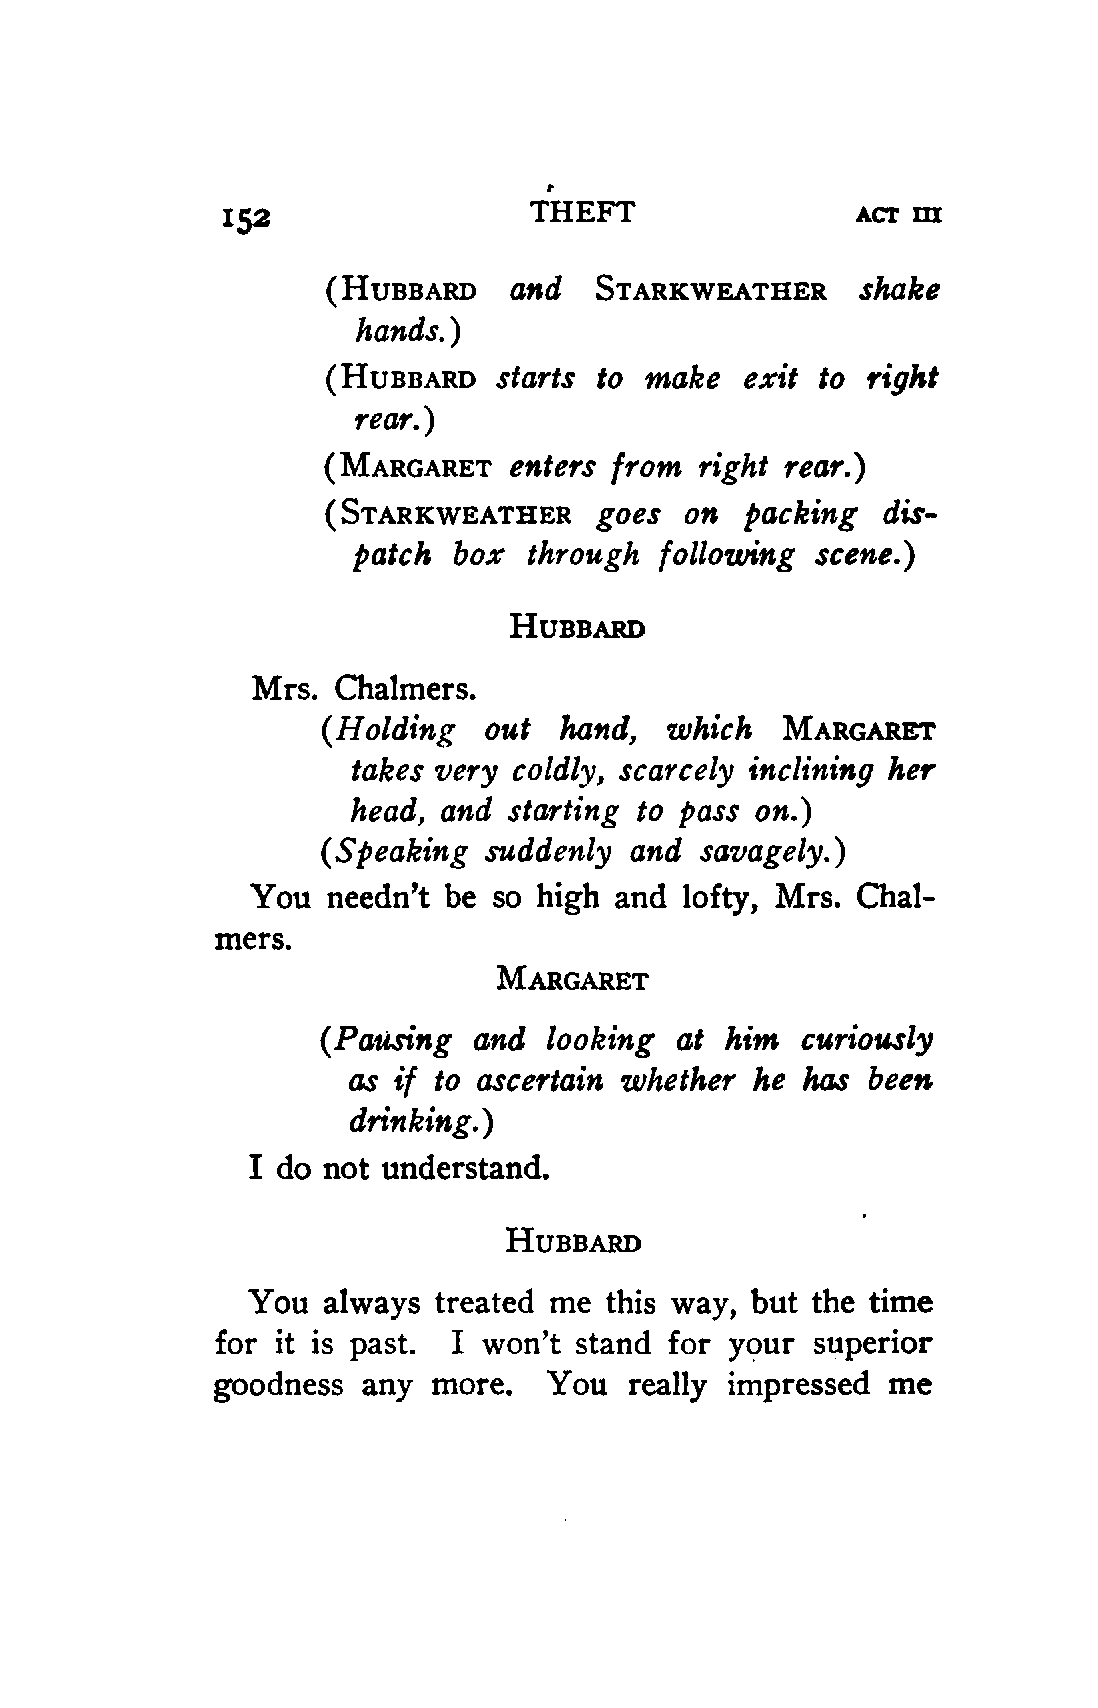 152 THEFT ACT III
(HUBBARD and STARKWEATHER shake
hands.)
(HUBBARD starts to make exit to right
rear.)
(MARGARET enters from right rear.)
(STARKWEATHER goes on packing dis-
patch box through following scene.)
HUBBARD
Mrs. Chalmers.
(Holding out hand, which MARGARET
takes very coldly, scarcely inclining her
head, and starting to pass on.)
(Speaking suddenly and savagely.)
You needn't be so high and lofty, Mrs. Chal-
mers.
MARGARET
(Pausing and looking at him curiously
as if to ascertain whether he has been
drinking.)
I do not understand.
HUBBARD
You always treated me this way, but the time
for it is past. I won't stand for your superior
goodness any more. You really impressed me